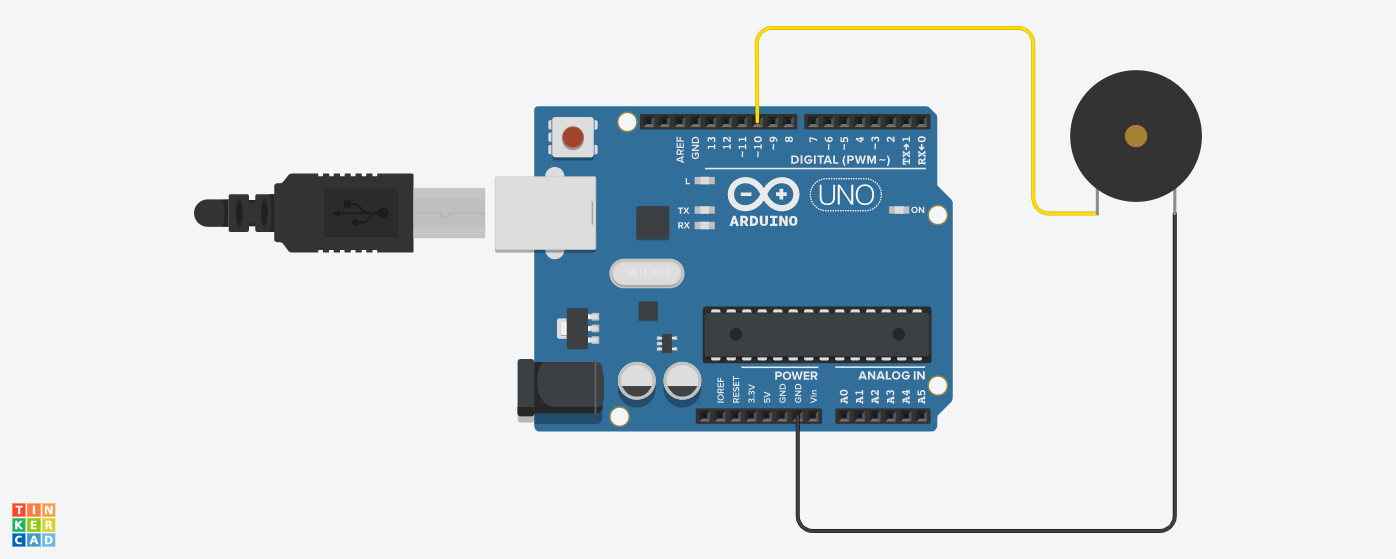 AREF
GND
13
12
~11
~10
~9
8
7
~6
~5
4
~3
2
TX→1
RX←0
DIGITAL (PWM~)
L
TX
RX
ARDUINO
UNO
ON
POWER
ANALOG IN
IOREF
RESET
3.3V
5V
GND
GND
Vin
A0
A1
A2
A3
A4
A5
TIN
KER
CAD